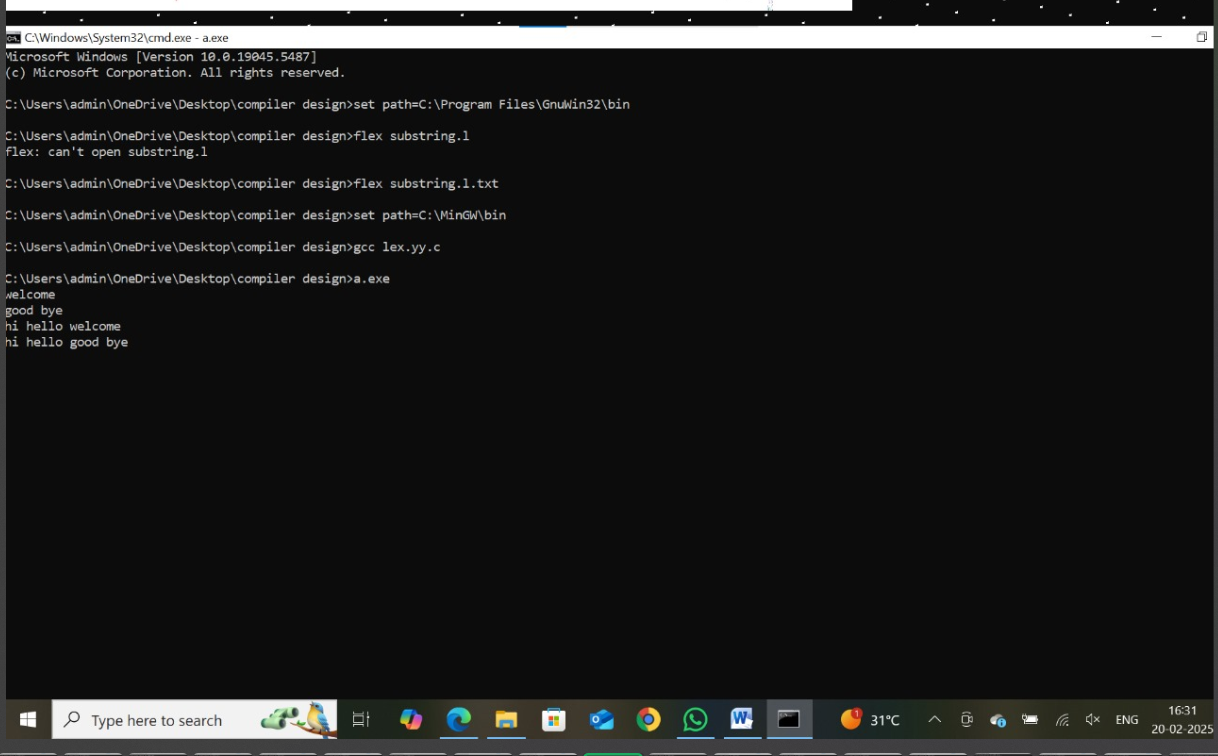 C:\Windows\System32\cmd.exe - a.exe
Microsoft Windows [Version 10.0.19045.5487]
(c) Microsoft Corporation. All rights reserved.
C:\Users\admin\OneDrive\Desktop\compiler design>set path=C:\Program Files\GnuWin32\bin
C:\Users\admin\OneDrive\Desktop\compiler design>flex substring.l
flex: can't open substring.l
C:\Users\admin\OneDrive\Desktop\compiler design>flex substring.l.txt
C:\Users\admin\OneDrive\Desktop\compiler design>set path=C:\MinGW\bin
C:\Users\admin\OneDrive\Desktop\compiler design>gcc lex.yy.c
C:\Users\admin\OneDrive\Desktop\compiler design>a.exe
welcome
good bye
hi hello welcome
hi hello good bye
Type here to search
1
31°C
ENG
16:31
20-02-2025